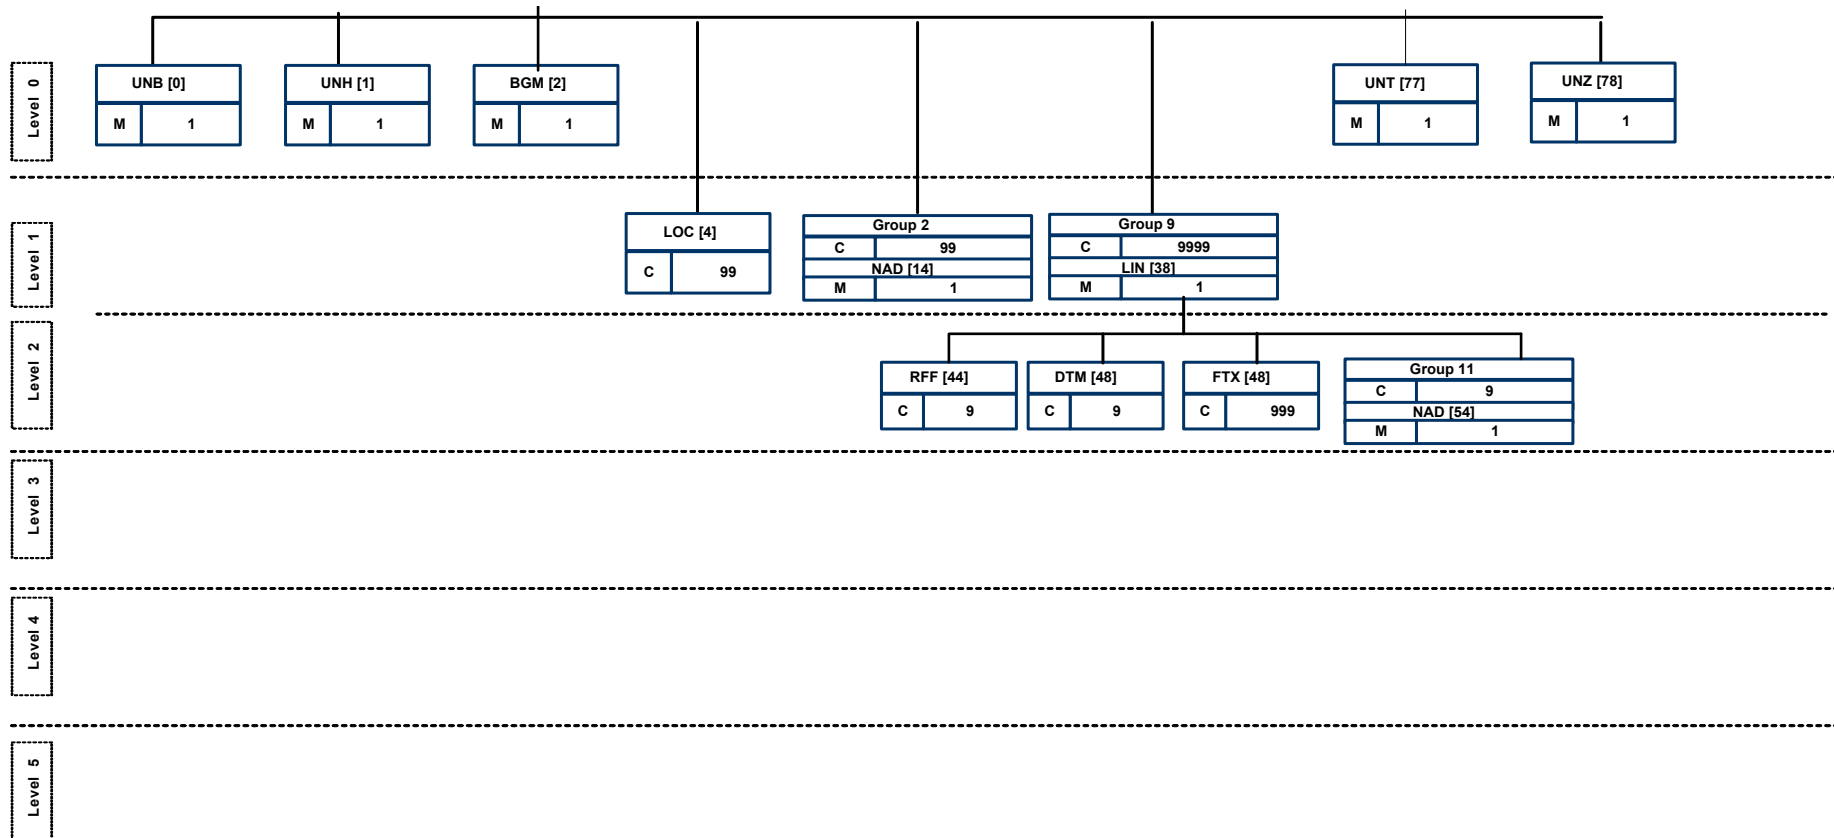 Level 0
UNB [0]
M 1
UNH [1]
M 1
BGM [2]
M 1
UNT [77]
M 1
UNZ [78]
M 1
Level 1
LOC [4]
C 99
Group 2
C 99
NAD [14]
M 1
Group 9
C 9999
LIN [38]
M 1
Level 2
RFF [44]
C 9
DTM [48]
C 9
FTX [48]
C 999
Group 11
C 9
NAD [54]
M 1
Level 3
Level 4
Level 5